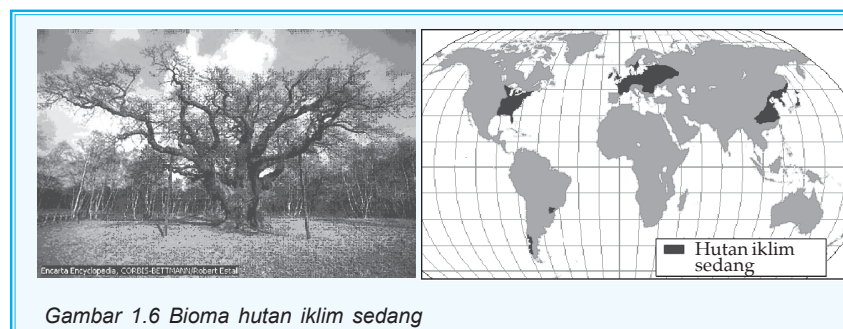 Encarta Encyclopedia, CORBIS-BETTMANN/Robert Estall
Hutan iklim
sedang
Gambar 1.6 Bioma hutan iklim sedang